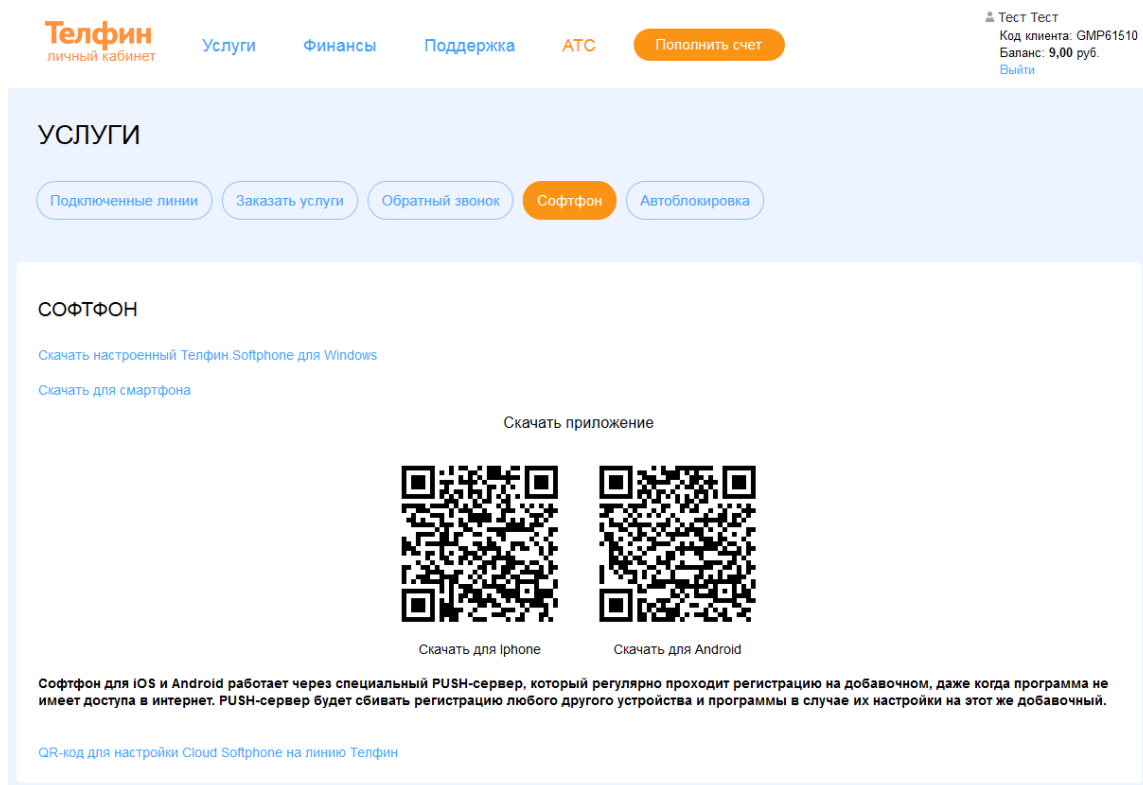 Телфин
личный кабинет
Услуги
Финансы
Поддержка
АТС
Пополнить счет
Тест Тест
Код клиента: GMP61510
Баланс: 9,00 руб.
Выйти
УСЛУГИ
Подключенные линии
Заказать услуги
Обратный звонок
Софтфон
Автоблокировка
СОФТФОН
Скачать настроенный Телфин.Softphone для Windows
Скачать для смартфона
Скачать приложение
Скачать для Iphone
Скачать для Android
Софтфон для iOS и Android работает через специальный PUSH-сервер, который регулярно проходит регистрацию на добавочном, даже когда программа не
имеет доступа в интернет. PUSH-сервер будет сбивать регистрацию любого другого устройства и программы в случае их настройки на этот же добавочный.
QR-код для настройки Cloud Softphone на линию Телфин